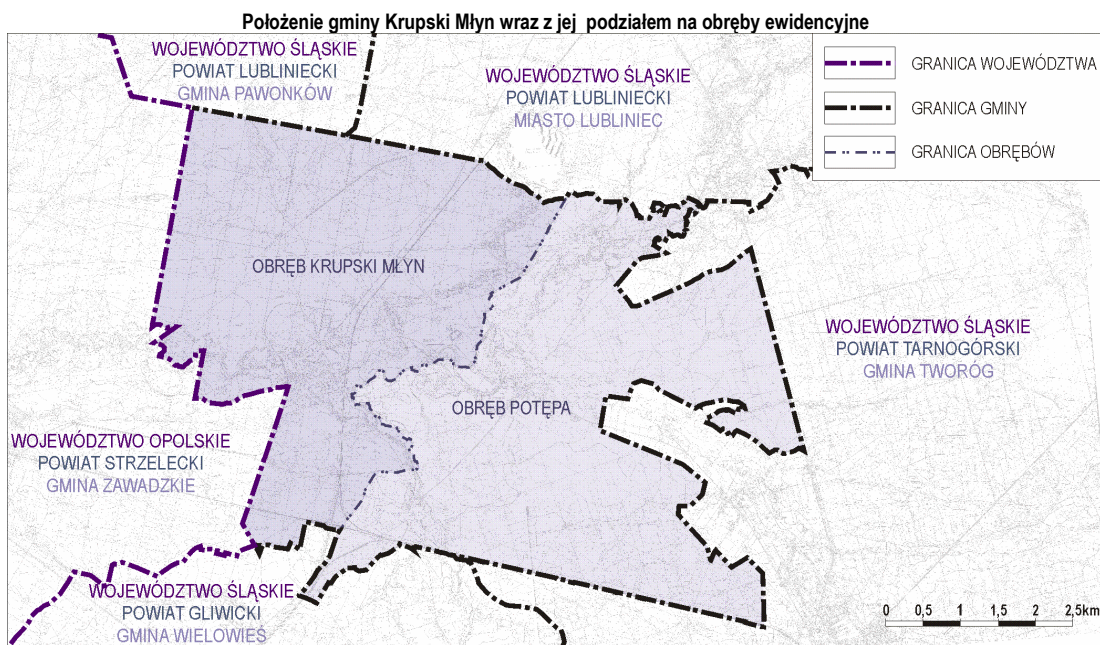 Położenie gminy Krupski Młyn wraz z jej podziałem na obręby ewidencyjne
WOJEWÓDZTWO ŚLĄSKIE
POWIAT LUBLINIECKI
GMINA PAWONKÓW
WOJEWÓDZTWO ŚLĄSKIE
POWIAT LUBLINIECKI
MIASTO LUBLINIEC
GRANICA WOJEWÓDZTWA
GRANICA GMINY
GRANICA OBRĘBÓW
OBRĘB KRUPSKI MŁYN
WOJEWÓDZTWO ŚLĄSKIE
POWIAT TARNOGÓRSKI
GMINA TWORÓG
OBRĘB POTĘPA
WOJEWÓDZTWO OPOLSKIE
POWIAT STRZELECKI
GMINA ZAWADZKIE
WOJEWÓDZTWO ŚLĄSKIE
POWIAT GLIWICKI
GMINA WIELOWIEŚ
0 0,5 1 1,5 2 2,5km